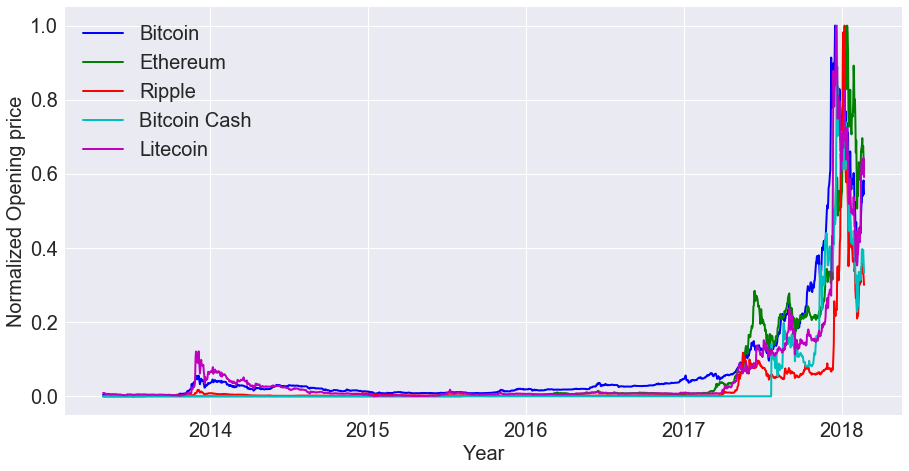 1.0
0.8
0.6
0.4
0.2
0.0
Normalized Opening price
Bitcoin
Ethereum
Ripple
Bitcoin Cash
Litecoin
2014 2015 2016 2017 2018
Year